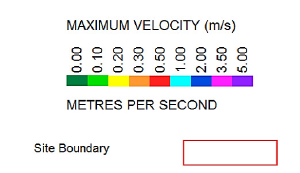 MAXIMUM VELOCITY (m/s)
0.00 0.10 0.20 0.30 0.50 1.00 2.00 3.50 5.00
METRES PER SECOND
Site Boundary